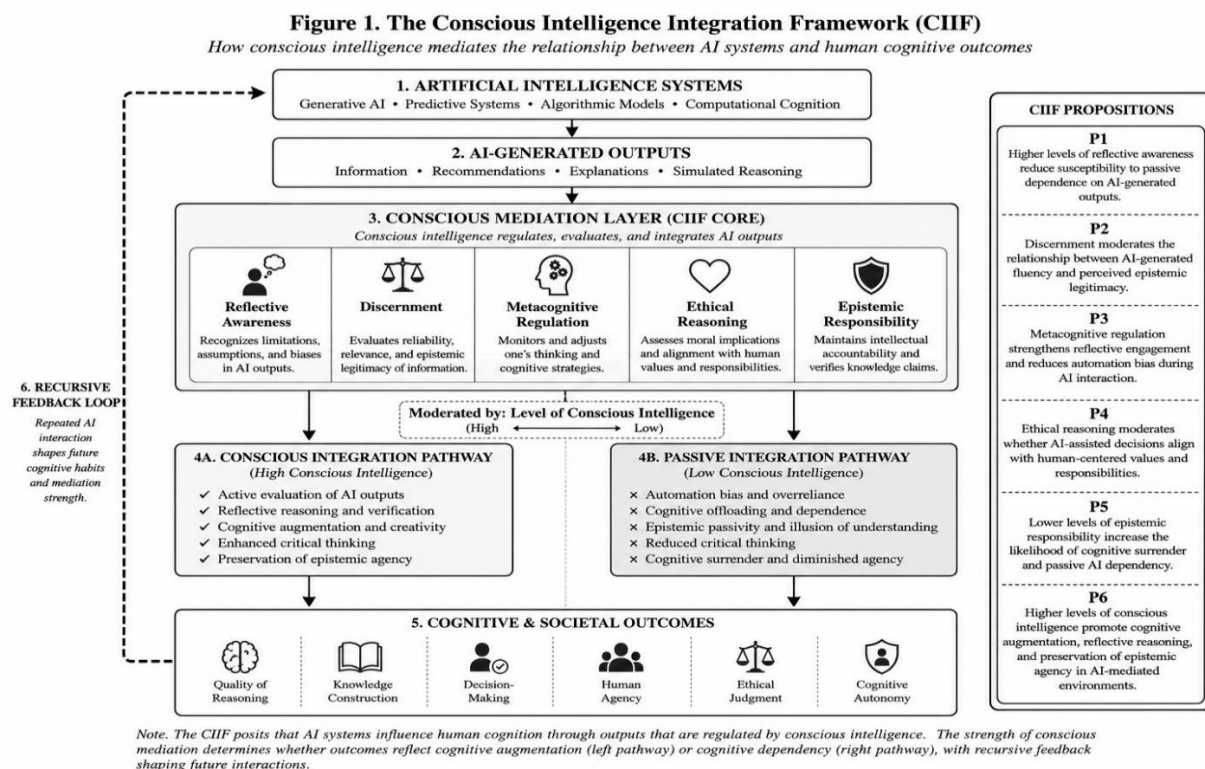 Figure 1. The Conscious Intelligence Integration Framework (CIIF)
How conscious intelligence mediates the relationship between AI systems and human cognitive outcomes
1. ARTIFICIAL INTELLIGENCE SYSTEMS
Generative AI • Predictive Systems • Algorithmic Models • Computational Cognition
2. AI-GENERATED OUTPUTS
Information • Recommendations • Explanations • Simulated Reasoning
3. CONSCIOUS MEDIATION LAYER (CIIF CORE)
Conscious intelligence regulates, evaluates, and integrates AI outputs
Reflective
Awareness
Recognizes limitations,
assumptions, and biases
in AI outputs.
Discernment
Evaluates reliability,
relevance, and epistemic
legitimacy of information.
Metacognitive
Regulation
Monitors and adjusts
one's thinking and
cognitive strategies.
Ethical
Reasoning
Assesses moral implications
and alignment with human
values and responsibilities.
Epistemic
Responsibility
Maintains intellectual
accountability and
verifies knowledge claims.
Moderated by: Level of Conscious Intelligence
(High Low)
4A. CONSCIOUS INTEGRATION PATHWAY
(High Conscious Intelligence)
✓ Active evaluation of AI outputs
✓ Reflective reasoning and verification
✓ Cognitive augmentation and creativity
✓ Enhanced critical thinking
✓ Preservation of epistemic agency
4B. PASSIVE INTEGRATION PATHWAY
(Low Conscious Intelligence)
× Automation bias and overreliance
× Cognitive offloading and dependence
× Epistemic passivity and illusion of understanding
× Reduced critical thinking
× Cognitive surrender and diminished agency
5. COGNITIVE & SOCIETAL OUTCOMES
Quality of
Reasoning
Knowledge
Construction
Decision-
Making
Human
Agency
Ethical
Judgment
Cognitive
Autonomy
6. RECURSIVE
FEEDBACK LOOP
Repeated AI
interaction
shapes future
cognitive habits
and mediation
strength.
CIIF PROPOSITIONS
P1
Higher levels of reflective awareness
reduce susceptibility to passive
dependence on AI-generated
outputs.
P2
Discernment moderates the
relationship between AI-generated
fluency and perceived epistemic
legitimacy.
P3
Metacognitive regulation
strengthens reflective engagement
and reduces automation bias during
AI interaction.
P4
Ethical reasoning moderates
whether AI-assisted decisions align
with human-centered values and
responsibilities.
P5
Lower levels of epistemic
responsibility increase the
likelihood of cognitive surrender
and passive AI dependency.
P6
Higher levels of conscious
intelligence promote cognitive
augmentation, reflective reasoning,
and preservation of epistemic
agency in AI-mediated
environments.
Note. The CIIF posits that AI systems influence human cognition through outputs that are regulated by conscious intelligence. The strength of conscious
mediation determines whether outcomes reflect cognitive augmentation (left pathway) or cognitive dependency (right pathway), with recursive feedback
shaping future interactions.